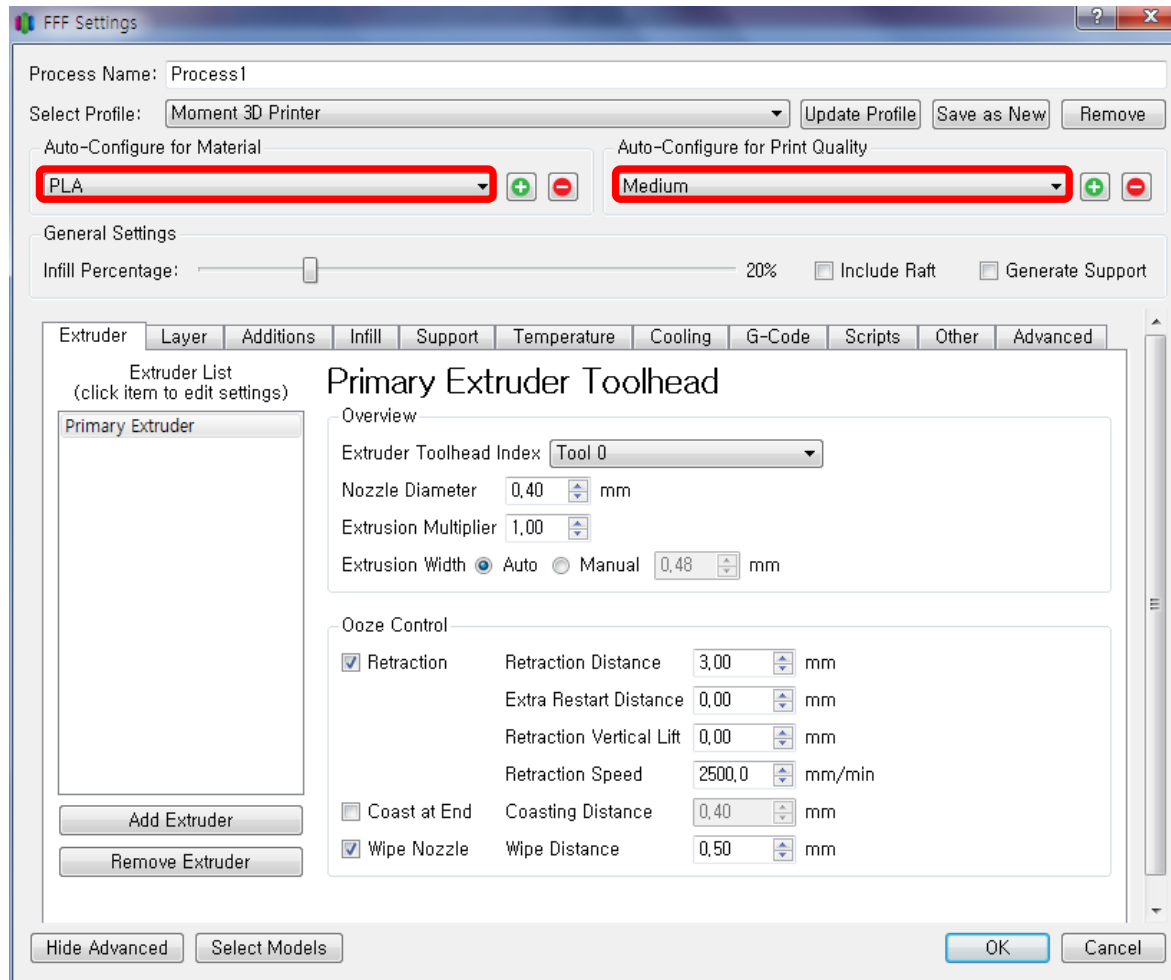 FFF Settings
Process Name: Process1
Select Profile: Moment 3D Printer Update Profile Save as New Remove
Auto-Configure for Material Auto-Configure for Print Quality
PLA Medium
General Settings
Infill Percentage: 20% Include Raft Generate Support
Extruder Layer Additions Infill Support Temperature Cooling G-Code Scripts Other Advanced
Extruder List
(click item to edit settings)
Primary Extruder
Primary Extruder Toolhead
Overview
Extruder Toolhead Index Tool 0
Nozzle Diameter 0,40 mm
Extrusion Multiplier 1,00
Extrusion Width Auto Manual 0,48 mm
Ooze Control
Retraction Retraction Distance 3,00 mm
Extra Restart Distance 0,00 mm
Retraction Vertical Lift 0,00 mm
Retraction Speed 2500,0 mm/min
Coast at End Coasting Distance 0,40 mm
Wipe Nozzle Wipe Distance 0,50 mm
Add Extruder
Remove Extruder
Hide Advanced Select Models OK Cancel